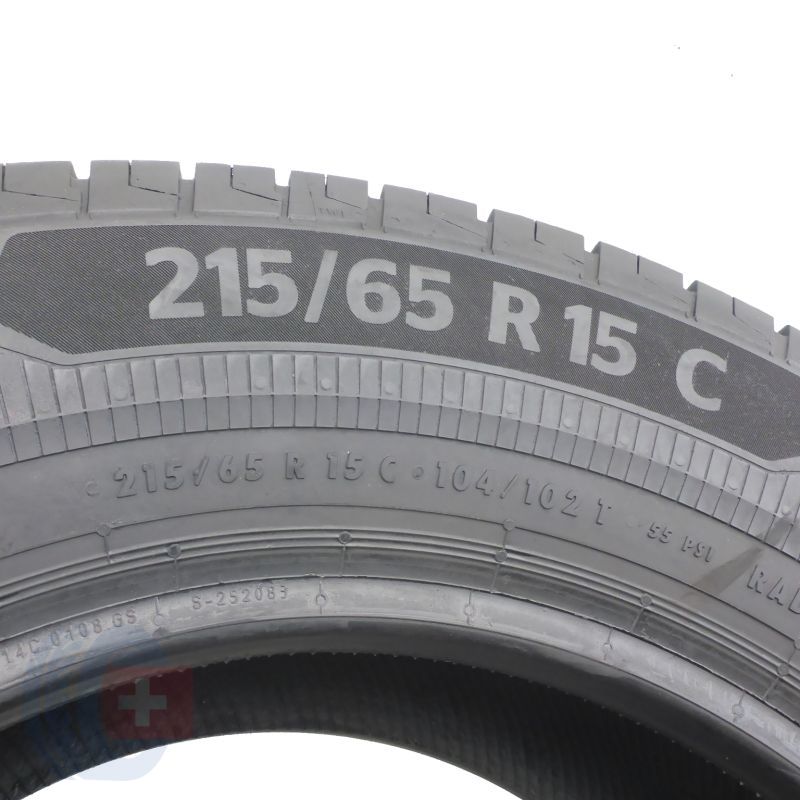 215/65 R 15 C
215/65 R 15 C • 104/102 T • 55 PSI
S-252083
14C 0108 GS